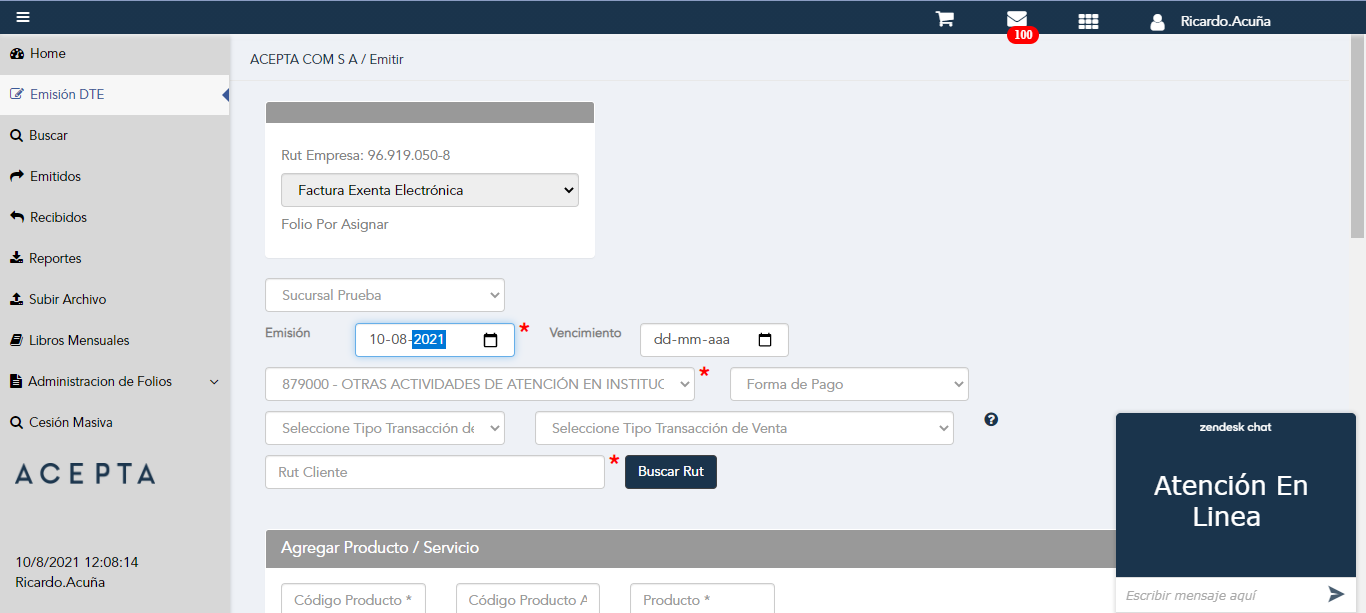 Ricardo.Acuña
100
Home
ACEPTA COM S A / Emitir
Emisión DTE
Buscar
Emitidos
Recibidos
Reportes
Subir Archivo
Libros Mensuales
Administracion de Folios
Cesión Masiva
ACEPTA
10/8/2021 12:08:14
Ricardo.Acuña
Rut Empresa: 96.919.050-8
Factura Exenta Electrónica
Folio Por Asignar
Sucursal Prueba
Emisión 10-08-2021 * Vencimiento dd-mm-aaa
879000 - OTRAS ACTIVIDADES DE ATENCIÓN EN INSTITUC * Forma de Pago
Seleccione Tipo Transacción de Seleccione Tipo Transacción de Venta ?
Rut Cliente * Buscar Rut
Agregar Producto / Servicio
Código Producto * Código Producto A Producto *
zendesk chat
Atención En
Linea
Escribir mensaje aquí